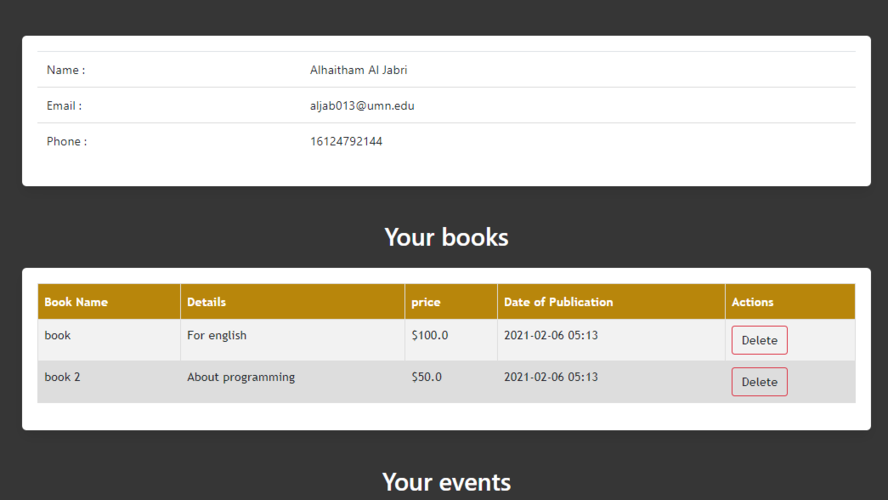 Name : Alhaitham Al Jabri
Email : aljab013@umn.edu
Phone : 16124792144
Your books
Book Name Details price Date of Publication Actions
book For english $100.0 2021-02-06 05:13 Delete
book 2 About programming $50.0 2021-02-06 05:13 Delete
Your events